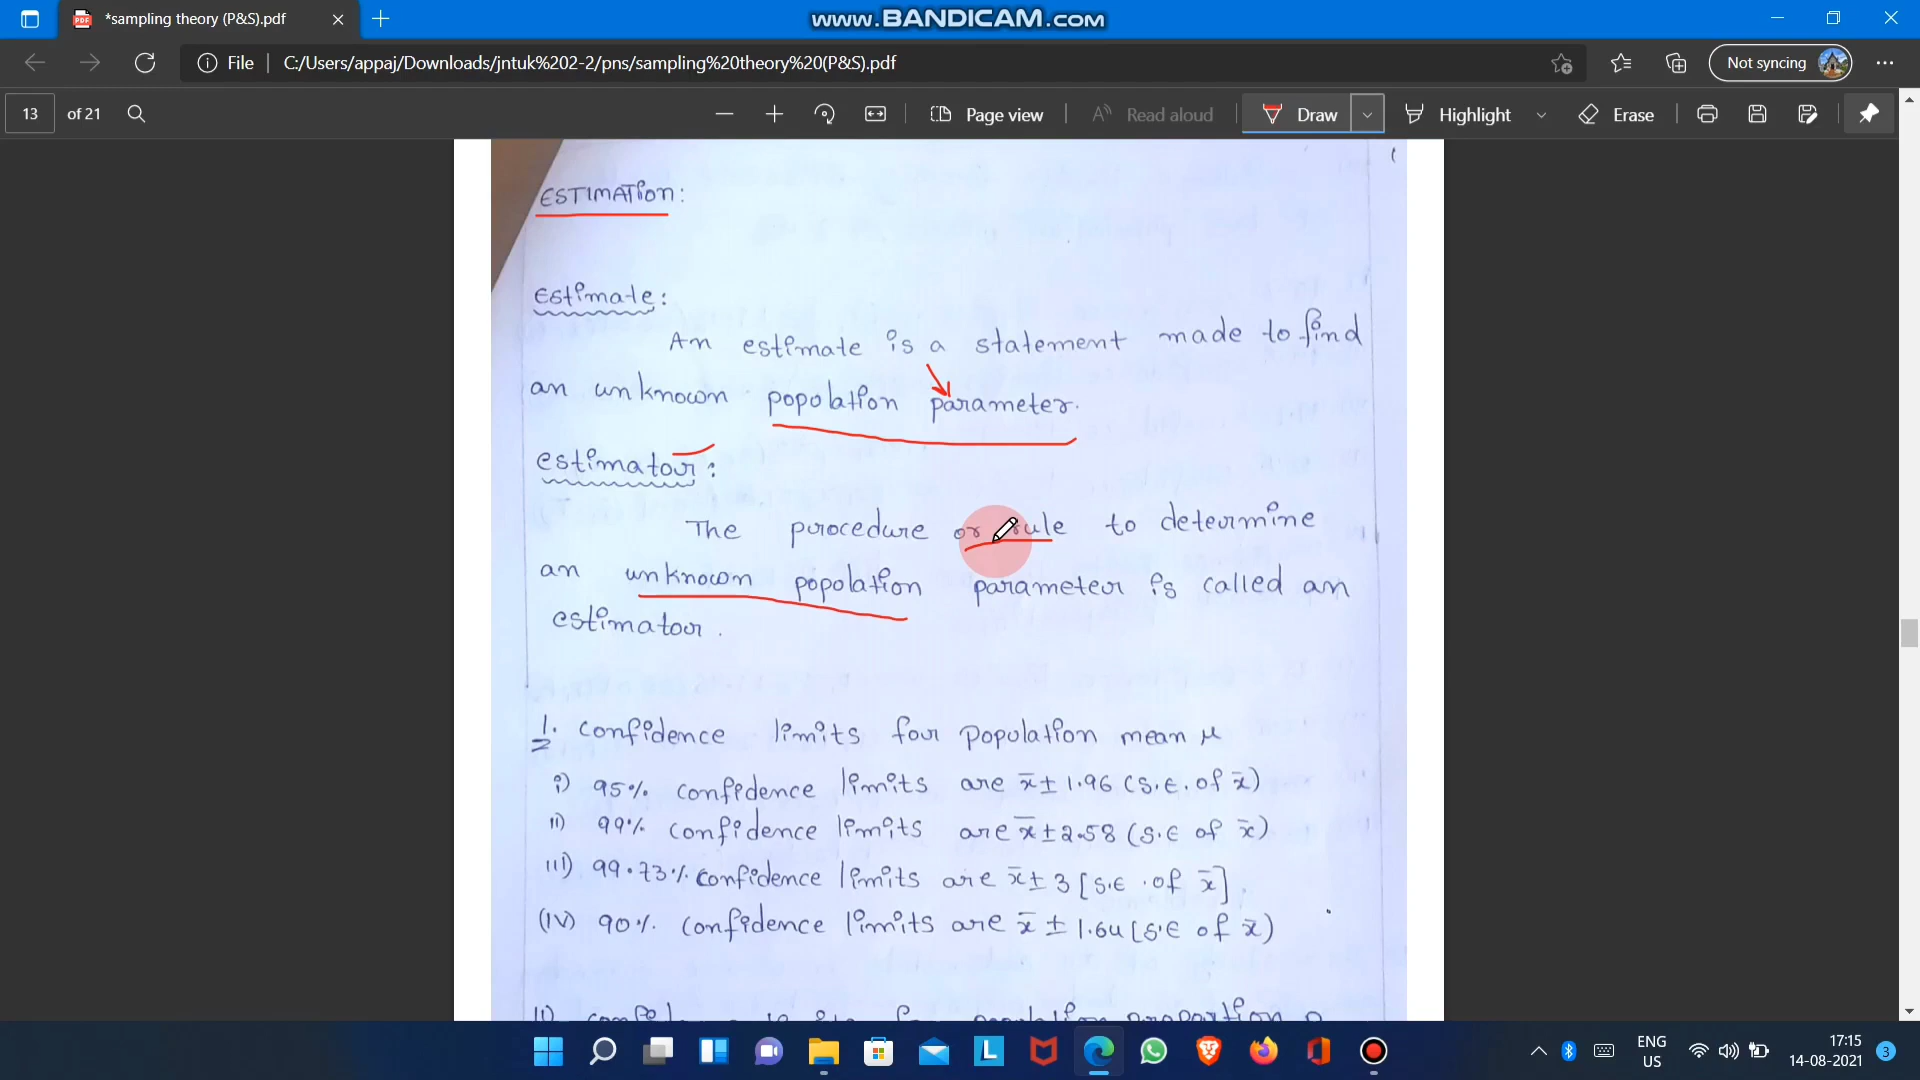 *sampling theory (P&S).pdf
www.BANDICAM.com
File
C:/Users/appaj/Downloads/jntuk%202-2/pns/sampling%20theory%20(P&S).pdf
Not syncing
13 of 21
Page view
Read aloud
Draw
Highlight
Erase
ESTIMATION:
Estimate:
An estimate is a statement made to find
an unknown popolation parameter.
estimator:
The procedure or rule to determine
an unknown popolation parameter is called an
estimator.
1. confidence limits for population mean μ
i) 95% confidence limits are x̄ ± 1.96 (S.E. of x̄)
ii) 99% confidence limits are x̄ ± 2.58 (S.E of x̄)
iii) 99.73% confidence limits are x̄ ± 3 [S.E of x̄]
(iv) 90% confidence limits are x̄ ± 1.64 [S.E of x̄)
ENG
US
17:15
14-08-2021
3